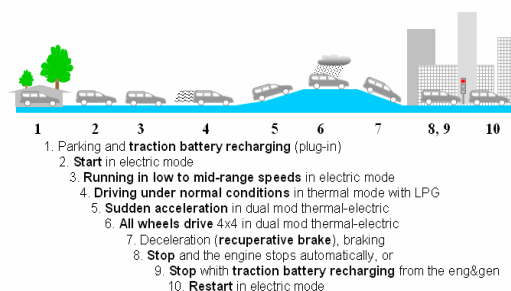 1 2 3 4 5 6 7 8, 9 10
1. Parking and traction battery recharging (plug-in)
2. Start in electric mode
3. Running in low to mid-range speeds in electric mode
4. Driving under normal conditions in thermal mode with LPG
5. Sudden acceleration in dual mod thermal-electric
6. All wheels drive 4x4 in dual mod thermal-electric
7. Deceleration (recuperative brake), braking
8. Stop and the engine stops automatically, or
9. Stop whith traction battery recharging from the eng&gen
10. Restart in electric mode